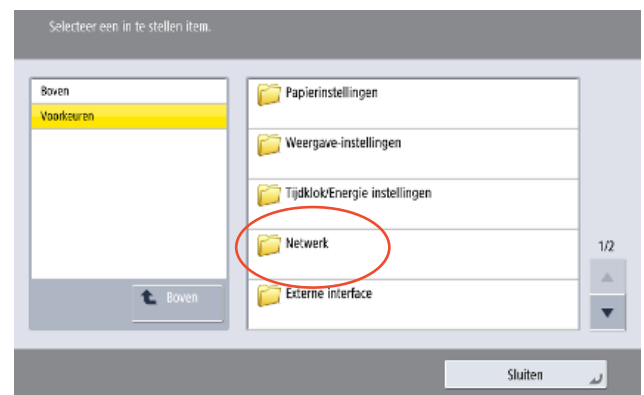 Selecteer een in te stellen item.
Boven
Voorkeuren
Papierinstellingen
Weergave-instellingen
Tijdklok/Energie instellingen
Netwerk
Externe interface
1/2
Boven
Sluiten